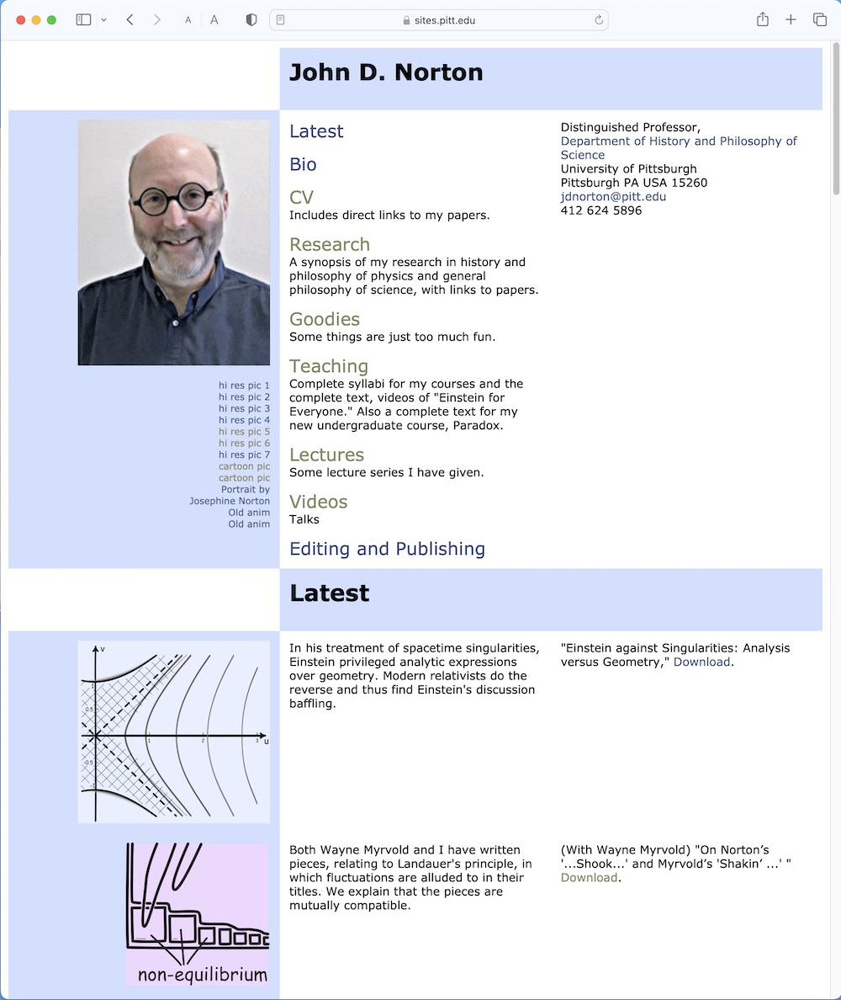 A A sites.pitt.edu
John D. Norton
Latest
Bio
CV
Includes direct links to my papers.
Research
A synopsis of my research in history and
philosophy of physics and general
philosophy of science, with links to papers.
Goodies
Some things are just too much fun.
Teaching
Complete syllabi for my courses and the
complete text, videos of "Einstein for
Everyone." Also a complete text for my
new undergraduate course, Paradox.
Lectures
Some lecture series I have given.
Videos
Talks
Editing and Publishing
Distinguished Professor,
Department of History and Philosophy of
Science
University of Pittsburgh
Pittsburgh PA USA 15260
jdnorton@pitt.edu
412 624 5896
hi res pic 1
hi res pic 2
hi res pic 3
hi res pic 4
hi res pic 5
hi res pic 6
hi res pic 7
cartoon pic
cartoon pic
Portrait by
Josephine Norton
Old anim
Old anim
Latest
v
1
0.5
1 2 3 u
-0.5
-1
In his treatment of spacetime singularities,
Einstein privileged analytic expressions
over geometry. Modern relativists do the
reverse and thus find Einstein's discussion
baffling.
"Einstein against Singularities: Analysis
versus Geometry," Download.
non-equilibrium
Both Wayne Myrvold and I have written
pieces, relating to Landauer's principle, in
which fluctuations are alluded to in their
titles. We explain that the pieces are
mutually compatible.
(With Wayne Myrvold) "On Norton’s
'...Shook...' and Myrvold’s 'Shakin’ ...' "
Download.